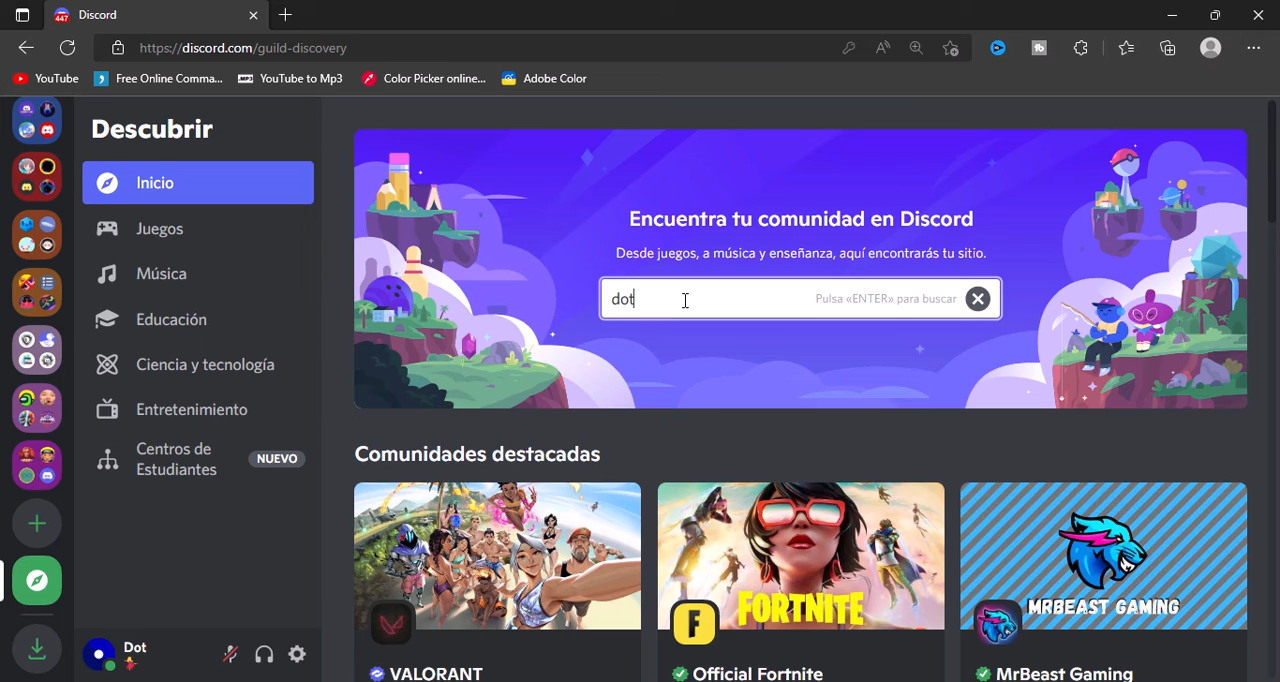 447
Discord
https://discord.com/guild-discovery
YouTube
Free Online Comma...
YouTube to Mp3
Color Picker online...
Adobe Color
Descubrir
Inicio
Juegos
Música
Educación
Ciencia y tecnología
Entretenimiento
Centros de
Estudiantes
NUEVO
Dot
Encuentra tu comunidad en Discord
Desde juegos, a música y enseñanza, aquí encontrarás tu sitio.
dot
Pulsa «ENTER» para buscar
Comunidades destacadas
FORTNITE
F
MRBEAST GAMING
VALORANT
Official Fortnite
MrBeast Gaming